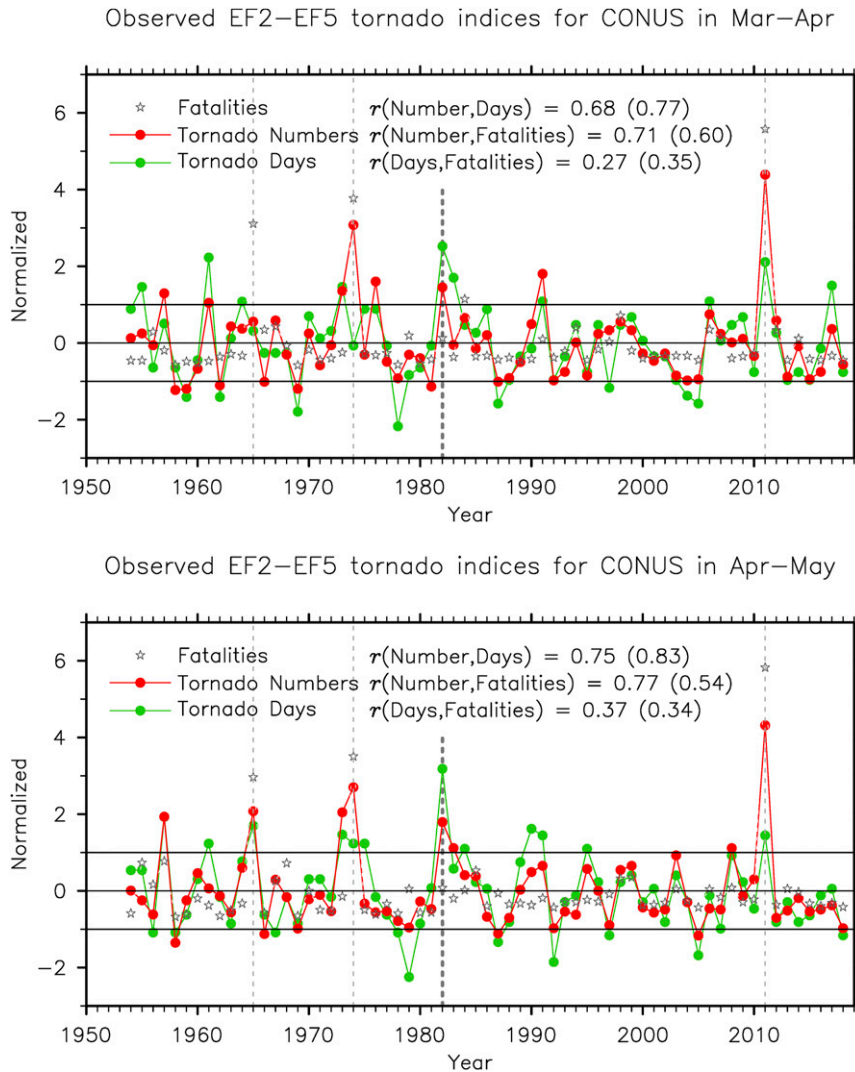 Observed EF2−EF5 tornado indices for CONUS in Mar−Apr
Fatalities r(Number,Days) = 0.68 (0.77)
Tornado Numbers r(Number,Fatalities) = 0.71 (0.60)
Tornado Days r(Days,Fatalities) = 0.27 (0.35)
Normalized
6
4
2
0
−2
1950 1960 1970 1980 1990 2000 2010
Year
Observed EF2−EF5 tornado indices for CONUS in Apr−May
Fatalities r(Number,Days) = 0.75 (0.83)
Tornado Numbers r(Number,Fatalities) = 0.77 (0.54)
Tornado Days r(Days,Fatalities) = 0.37 (0.34)
Normalized
6
4
2
0
−2
1950 1960 1970 1980 1990 2000 2010
Year